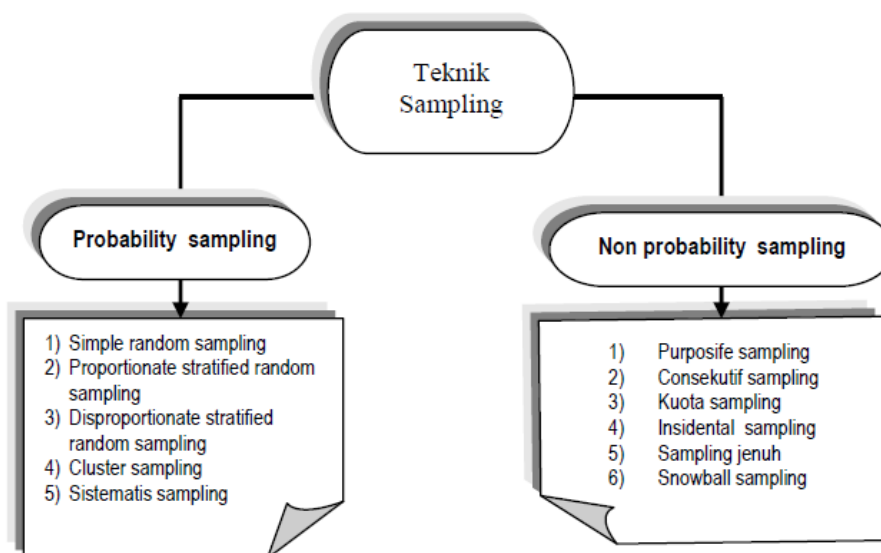 Teknik
Sampling
Probability sampling
Non probability sampling
1) Simple random sampling
2) Proportionate stratified random
sampling
3) Disproportionate stratified
random sampling
4) Cluster sampling
5) Sistematis sampling
1) Purposife sampling
2) Consekutif sampling
3) Kuota sampling
4) Insidental sampling
5) Sampling jenuh
6) Snowball sampling